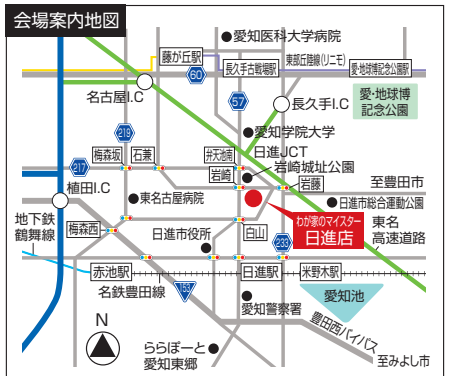 会場案内地図
愛知医科大学病院
藤が丘駅
長久手古戦場駅
東部丘陵線(リニモ)
愛・地球博記念公園駅
60
名古屋I.C
57
長久手I.C
愛・地球博
記念公園
219
愛知学院大学
日進JCT
梅森坂
石兼
弁天池南
岩崎城址公園
217
岩崎
岩藤
至豊田市
植田I.C
東名古屋病院
日進市総合運動公園
わが家のマイスター
日進店
地下鉄
鶴舞線
梅森西
日進市役所
白山
233
東名
高速道路
赤池駅
日進駅
米野木駅
名鉄豊田線
153
愛知池
愛知警察署
豊田西バイパス
N
ららぽーと
愛知東郷
至みよし市